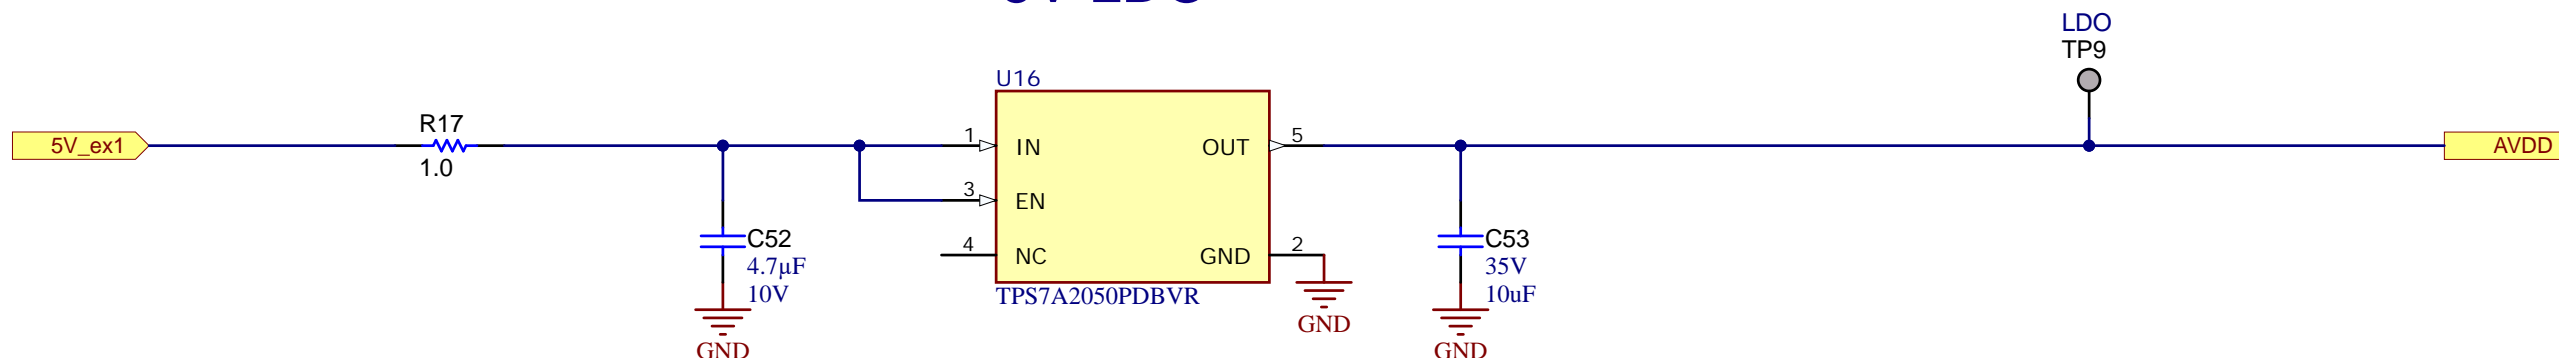 LDO
TP9
U16
R17
5V_ex1
1.0
1
IN
OUT
5
AVDD
3
EN
4
NC
GND
2
C52
4.7µF
10V
C53
35V
10uF
TPS7A2050PDBVR
GND
GND
GND